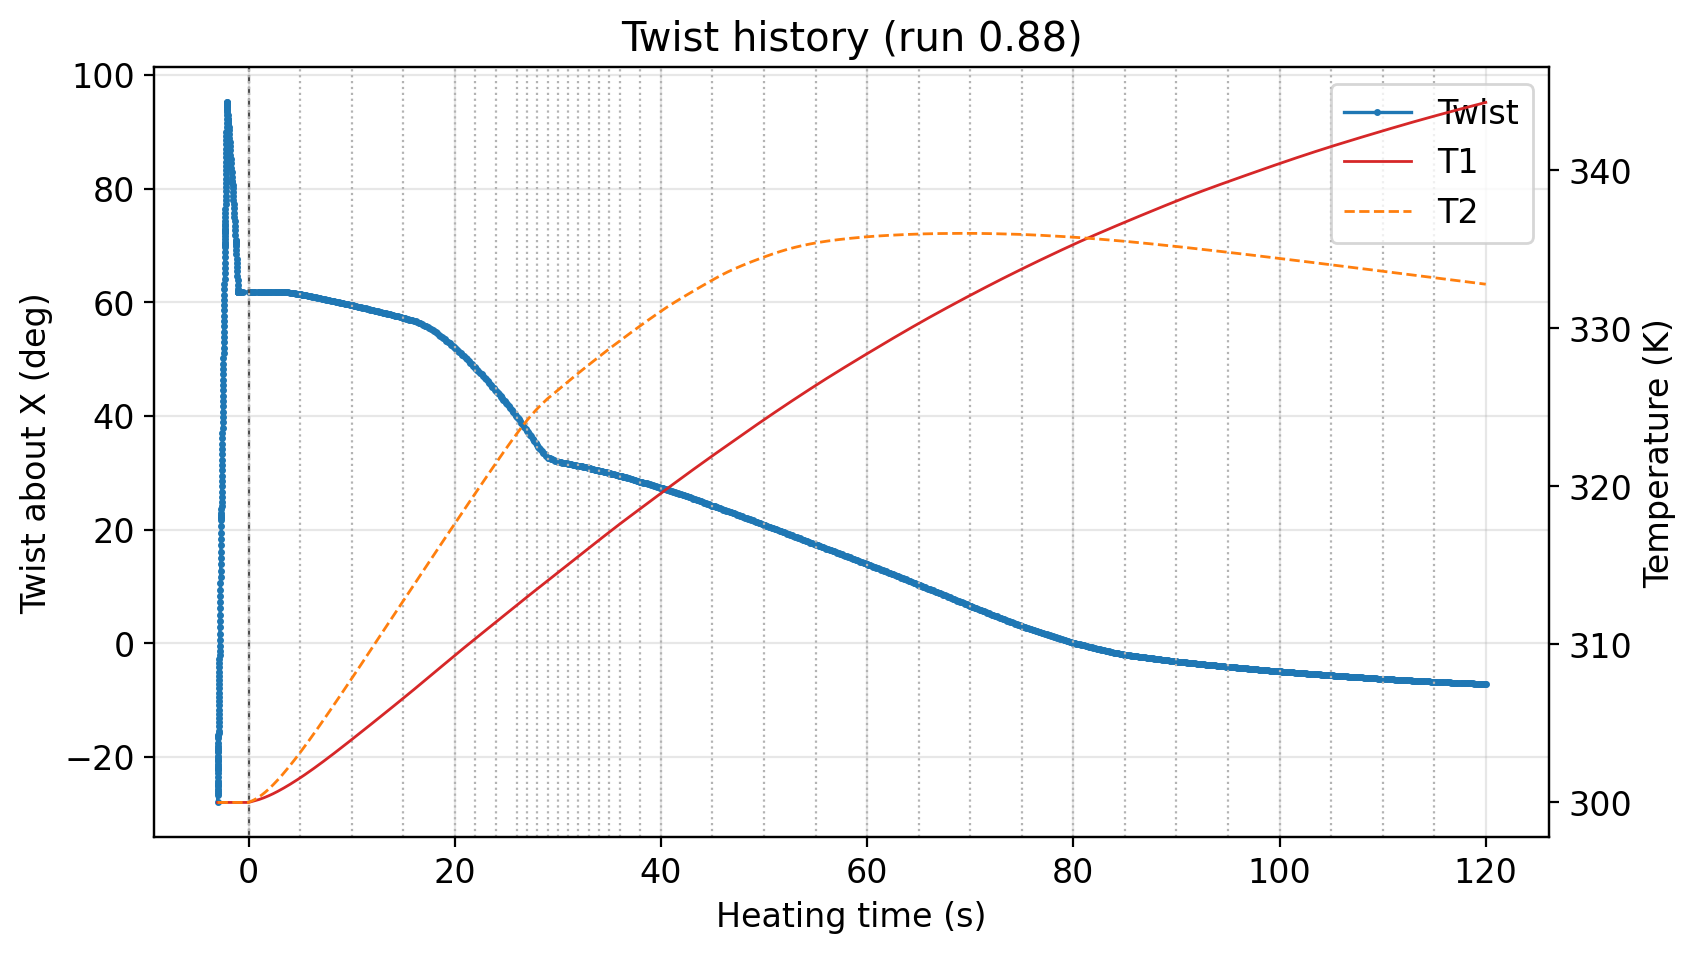 Twist history (run 0.88)
100
80
60
40
20
0
−20
Twist about X (deg)
Twist
T1
T2
340
330
320
310
300
Temperature (K)
0 20 40 60 80 100 120
Heating time (s)